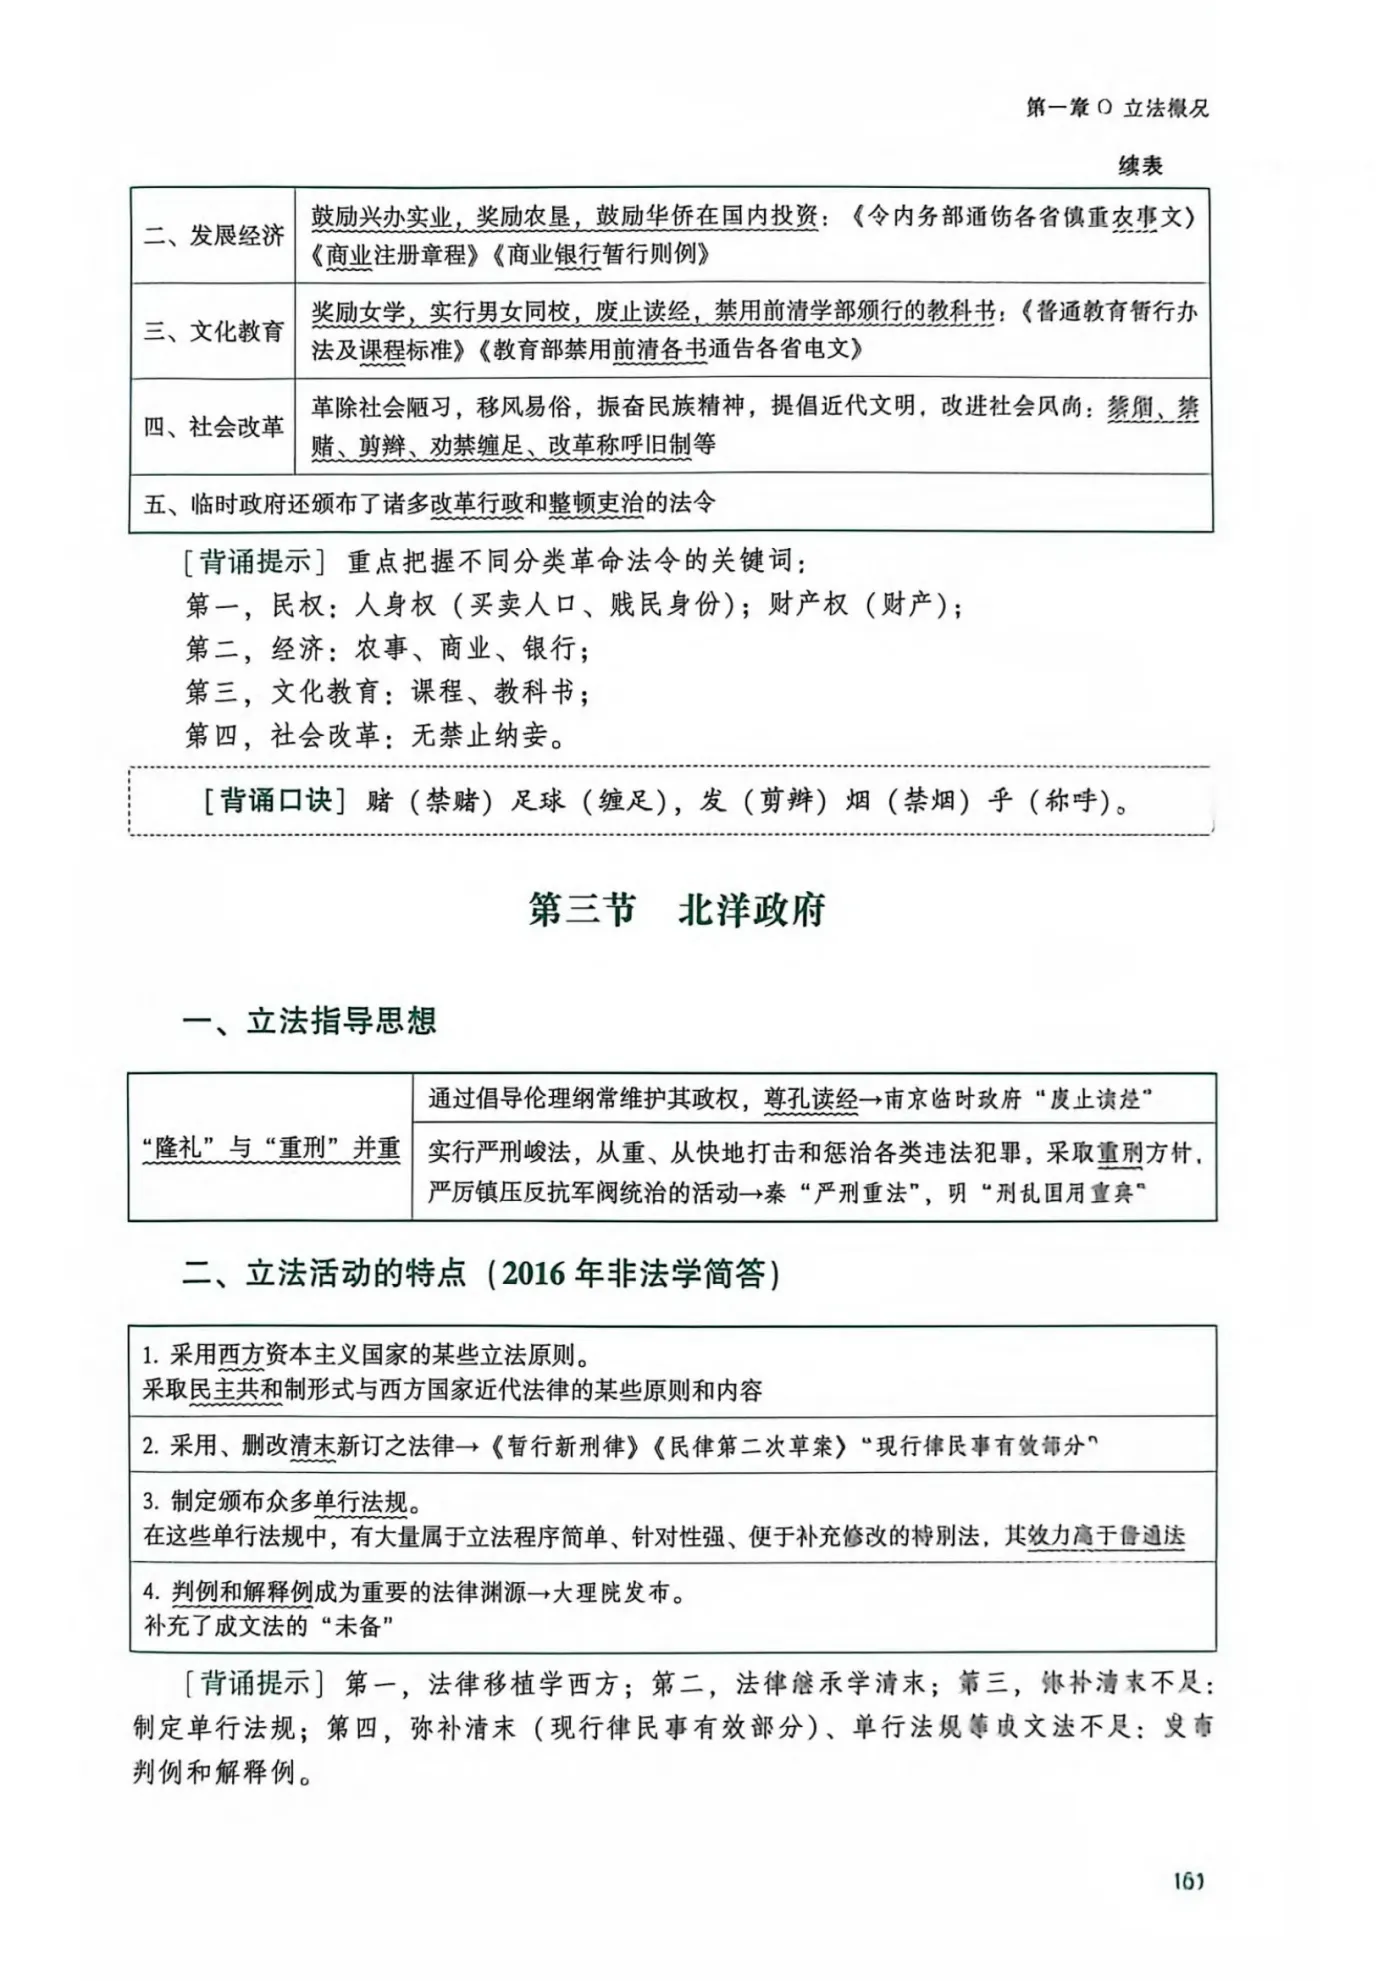 第一章 立法概况
续表
二、发展经济
鼓励兴办实业，奖励农垦，鼓励华侨在国内投资：《令内务部通饬各省慎重农事文》
《商业注册章程》《商业银行暂行则例》
三、文化教育
奖励女学，实行男女同校，废止读经，禁用前清学部颁行的教科书：《普通教育暂行办
法及课程标准》《教育部禁用前清各书通告各省电文》
四、社会改革
革除社会陋习，移风易俗，振奋民族精神，提倡近代文明，改进社会风尚：禁烟、禁
赌、剪辫、劝禁缠足、改革称呼旧制等
五、临时政府还颁布了诸多改革行政和整顿吏治的法令
［背诵提示］重点把握不同分类革命法令的关键词：
第一，民权：人身权（买卖人口、贱民身份）；财产权（财产）；
第二，经济：农事、商业、银行；
第三，文化教育：课程、教科书；
第四，社会改革：无禁止纳妾。
［背诵口诀］赌（禁赌）足球（缠足），发（剪辫）烟（禁烟）乎（称呼）。
第三节 北洋政府
一、立法指导思想
“隆礼”与“重刑”并重
通过倡导伦理纲常维护其政权，尊孔读经→南京临时政府“废止读经”
实行严刑峻法，从重、从快地打击和惩治各类违法犯罪，采取重刑方针，
严厉镇压反抗军阀统治的活动→秦“严刑重法”，明“刑乱国用重典”
二、立法活动的特点（2016 年非法学简答）
1. 采用西方资本主义国家的某些立法原则。
采取民主共和制形式与西方国家近代法律的某些原则和内容
2. 采用、删改清末新订之法律→《暂行新刑律》《民律第二次草案》“现行律民事有效部分”
3. 制定颁布众多单行法规。
在这些单行法规中，有大量属于立法程序简单、针对性强、便于补充修改的特别法，其效力高于普通法
4. 判例和解释例成为重要的法律渊源→大理院发布。
补充了成文法的“未备”
［背诵提示］第一，法律移植学西方；第二，法律继承学清末；第三，弥补清末不足：
制定单行法规；第四，弥补清末（现行律民事有效部分）、单行法规等成文法不足：发布
判例和解释例。
161